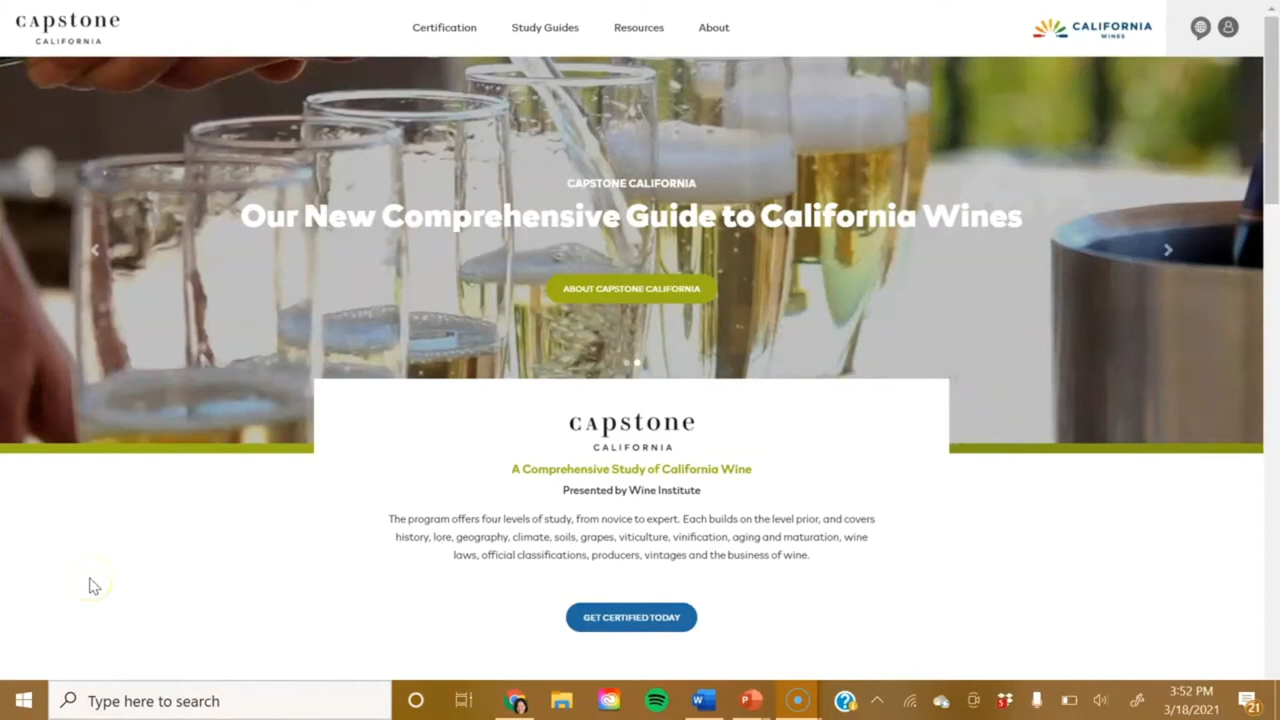 capstone
CALIFORNIA
Certification
Study Guides
Resources
About
CALIFORNIA
WINES
CAPSTONE CALIFORNIA
Our New Comprehensive Guide to California Wines
ABOUT CAPSTONE CALIFORNIA
capstone
CALIFORNIA
A Comprehensive Study of California Wine
Presented by Wine Institute
The program offers four levels of study, from novice to expert. Each builds on the level prior, and covers
history, lore, geography, climate, soils, grapes, viticulture, vinification, aging and maturation, wine
laws, official classifications, producers, vintages and the business of wine.
GET CERTIFIED TODAY
Type here to search
3:52 PM
3/18/2021
21